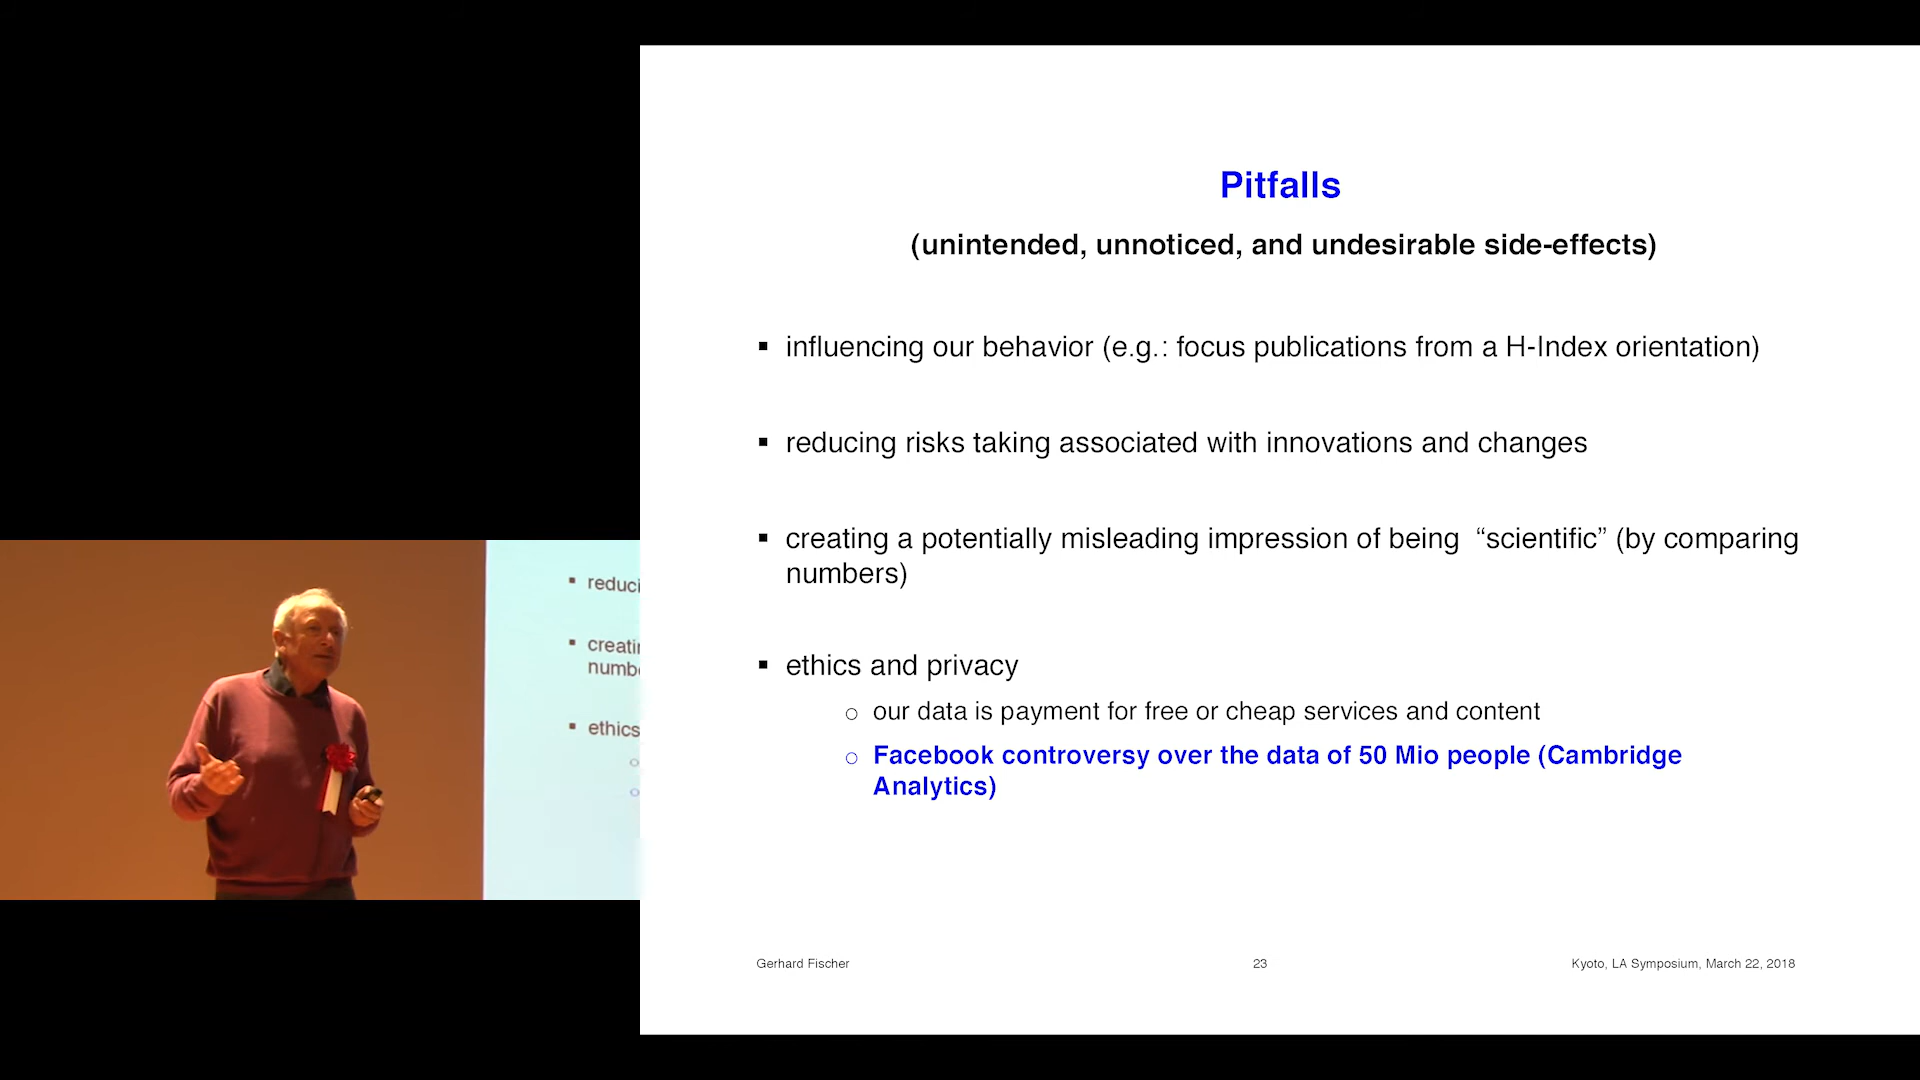 Pitfalls
(unintended, unnoticed, and undesirable side-effects)
▪ influencing our behavior (e.g.: focus publications from a H-Index orientation)
▪ reducing risks taking associated with innovations and changes
▪ creating a potentially misleading impression of being “scientific” (by comparing
numbers)
▪ ethics and privacy
○ our data is payment for free or cheap services and content
○ Facebook controversy over the data of 50 Mio people (Cambridge
Analytics)
Gerhard Fischer 23 Kyoto, LA Symposium, March 22, 2018
▪ reduci
▪ creatin
numbe
▪ ethics